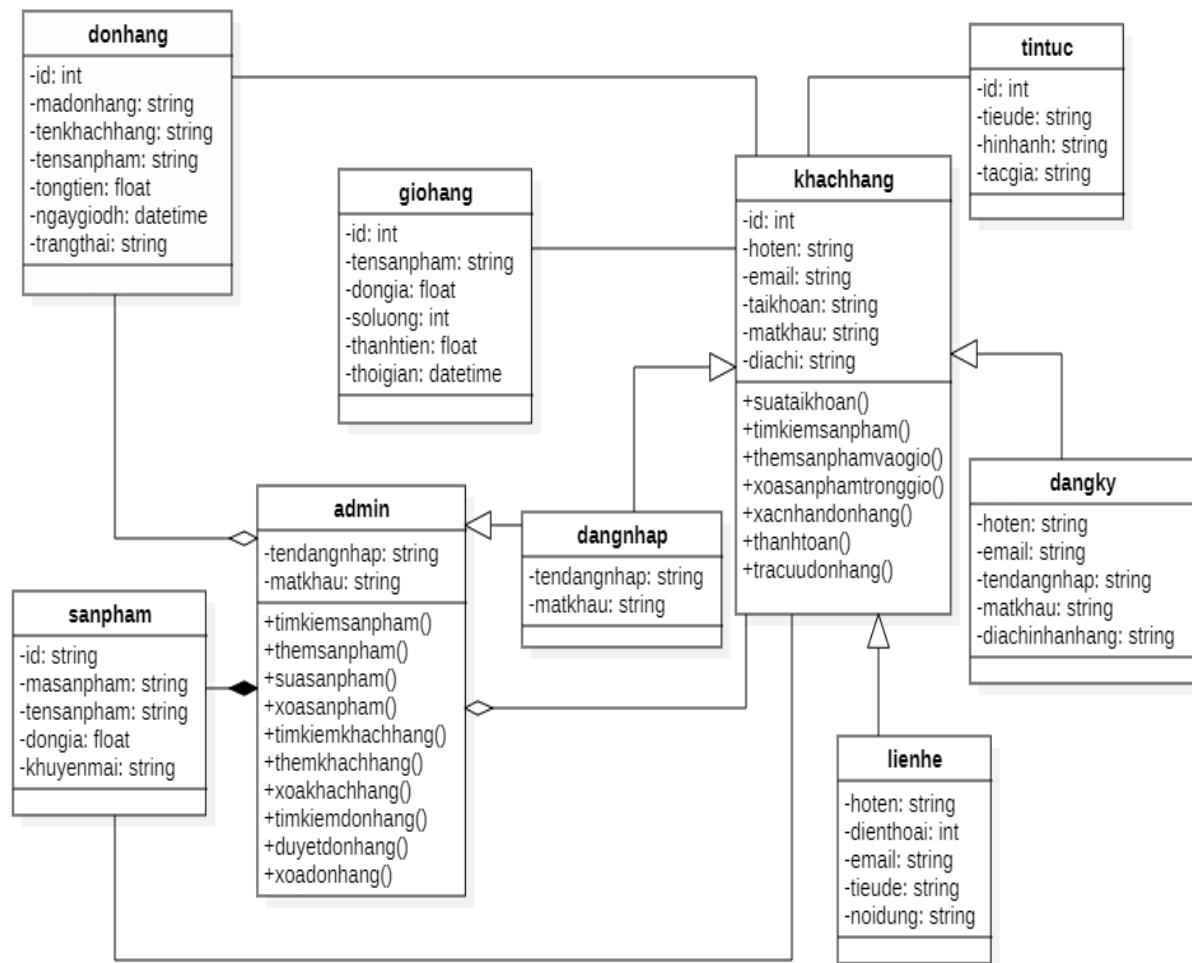 donhang
-id: int
-madonhang: string
-tenkhachhang: string
-tensanpham: string
-tongtien: float
-ngaygiodh: datetime
-trangthai: string
tintuc
-id: int
-tieude: string
-hinhanh: string
-tacgia: string
giohang
-id: int
-tensanpham: string
-dongia: float
-soluong: int
-thanhtien: float
-thoigian: datetime
khachhang
-id: int
-hoten: string
-email: string
-taikhoan: string
-matkhau: string
-diachi: string
+suataikhoan()
+timkiemsanpham()
+themsanphamvaogio()
+xoasanphamtronggio()
+xacnhandonhang()
+thanhtoan()
+tracuudonhang()
dangky
-hoten: string
-email: string
-tendangnhap: string
-matkhau: string
-diachinhanhang: string
admin
-tendangnhap: string
-matkhau: string
+timkiemsanpham()
+themsanpham()
+suasanpham()
+xoasanpham()
+timkiemkhachhang()
+themkhachhang()
+xoakhachhang()
+timkiemdonhang()
+duyetdonhang()
+xoadonhang()
dangnhap
-tendangnhap: string
-matkhau: string
sanpham
-id: string
-masanpham: string
-tensanpham: string
-dongia: float
-khuyenmai: string
lienhe
-hoten: string
-dienthoai: int
-email: string
-tieude: string
-noidung: string